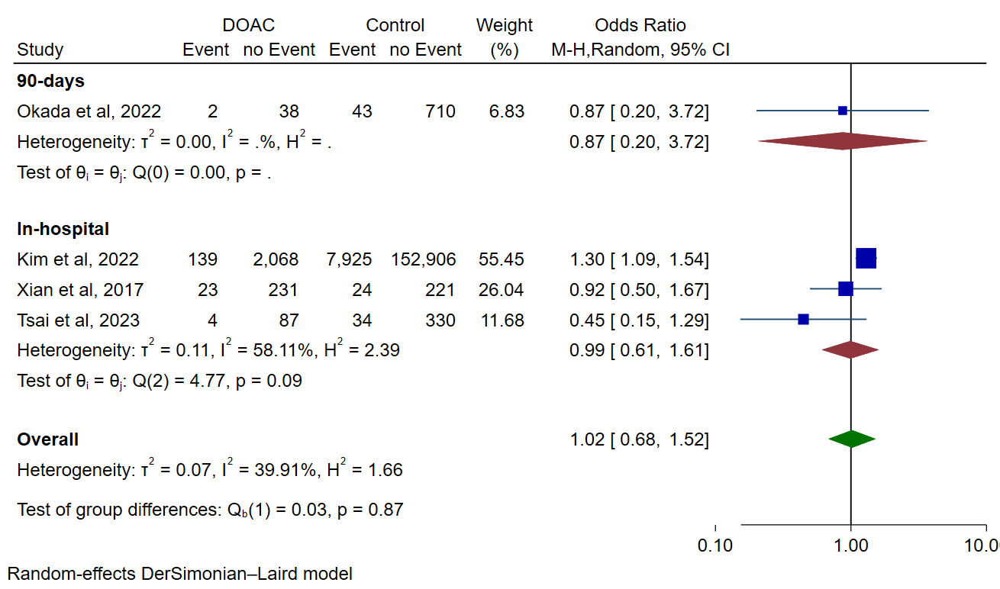 DOAC Control Weight Odds Ratio
Study Event no Event Event no Event (%) M-H,Random, 95% CI
90-days
Okada et al, 2022 2 38 43 710 6.83 0.87 [ 0.20, 3.72]
Heterogeneity: τ² = 0.00, I² = .%, H² = . 0.87 [ 0.20, 3.72]
Test of θᵢ = θⱼ: Q(0) = 0.00, p = .
In-hospital
Kim et al, 2022 139 2,068 7,925 152,906 55.45 1.30 [ 1.09, 1.54]
Xian et al, 2017 23 231 24 221 26.04 0.92 [ 0.50, 1.67]
Tsai et al, 2023 4 87 34 330 11.68 0.45 [ 0.15, 1.29]
Heterogeneity: τ² = 0.11, I² = 58.11%, H² = 2.39 0.99 [ 0.61, 1.61]
Test of θᵢ = θⱼ: Q(2) = 4.77, p = 0.09
Overall 1.02 [ 0.68, 1.52]
Heterogeneity: τ² = 0.07, I² = 39.91%, H² = 1.66
Test of group differences: Q_b(1) = 0.03, p = 0.87
0.10 1.00 10.0
Random-effects DerSimonian–Laird model